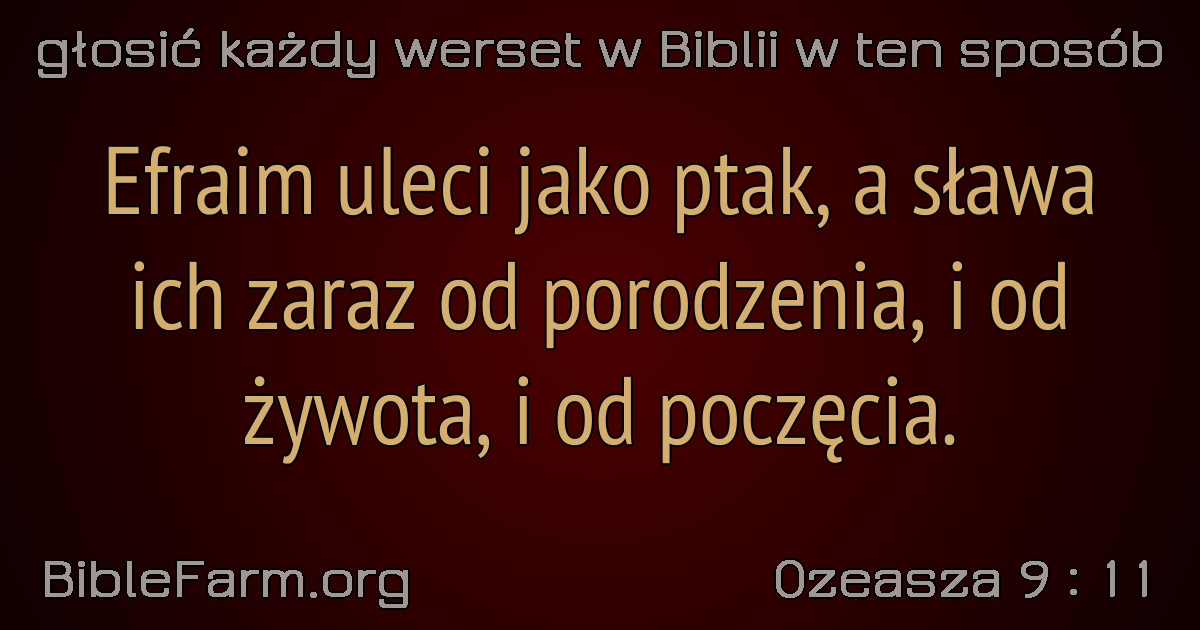 głosić każdy werset w Biblii w ten sposób
Efraim uleci jako ptak, a sława
ich zaraz od porodzenia, i od
żywota, i od poczęcia.
BibleFarm.org
Ozeasza 9 : 11